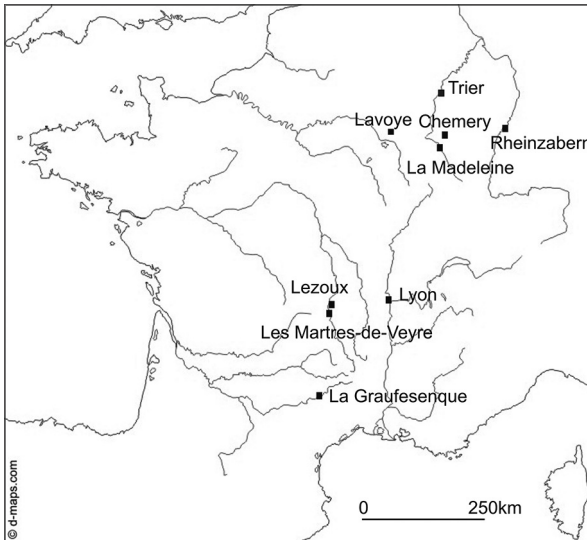 Trier
Lavoye
Chemery
Rheinzabern
La Madeleine
Lezoux
Lyon
Les Martres-de-Veyre
La Graufesenque
0
250km
© d-maps.com